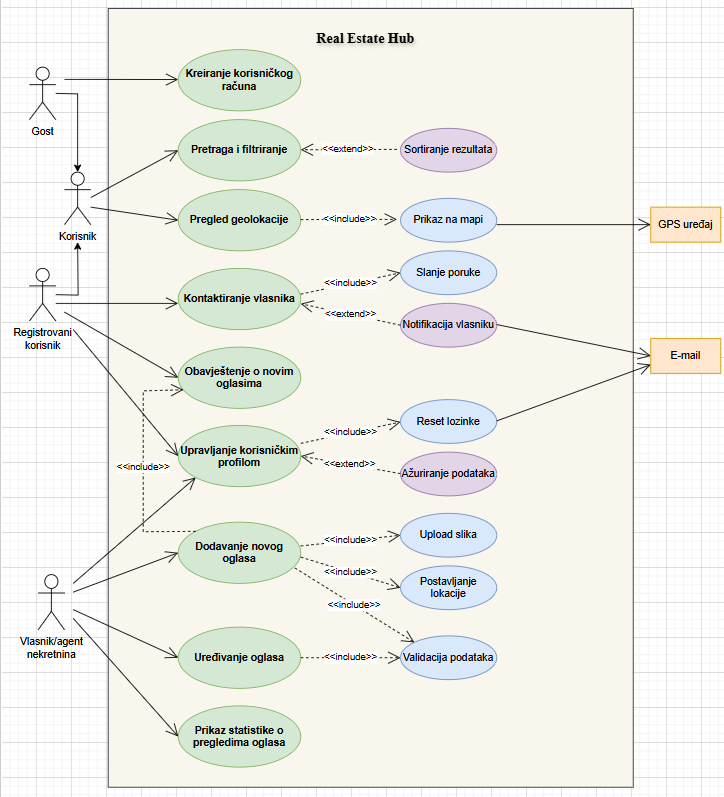 Real Estate Hub
Kreiranje korisničkog
računa
Gost
Pretraga i filtriranje
<<extend>>
Sortiranje rezultata
Korisnik
Pregled geolokacije
<<include>>
Prikaz na mapi
GPS uređaj
Registrovani
korisnik
Kontaktiranje vlasnika
<<include>>
Slanje poruke
<<extend>>
Notifikacija vlasniku
E-mail
Obavještenje o novim
oglasima
Upravljanje korisničkim
profilom
<<include>>
Reset lozinke
<<extend>>
Ažuriranje podataka
<<include>>
Dodavanje novog
oglasa
<<include>>
Upload slika
<<include>>
Postavljanje
lokacije
<<include>>
Vlasnik/agent
nekretnina
Uređivanje oglasa
<<include>>
Validacija podataka
Prikaz statistike o
pregledima oglasa